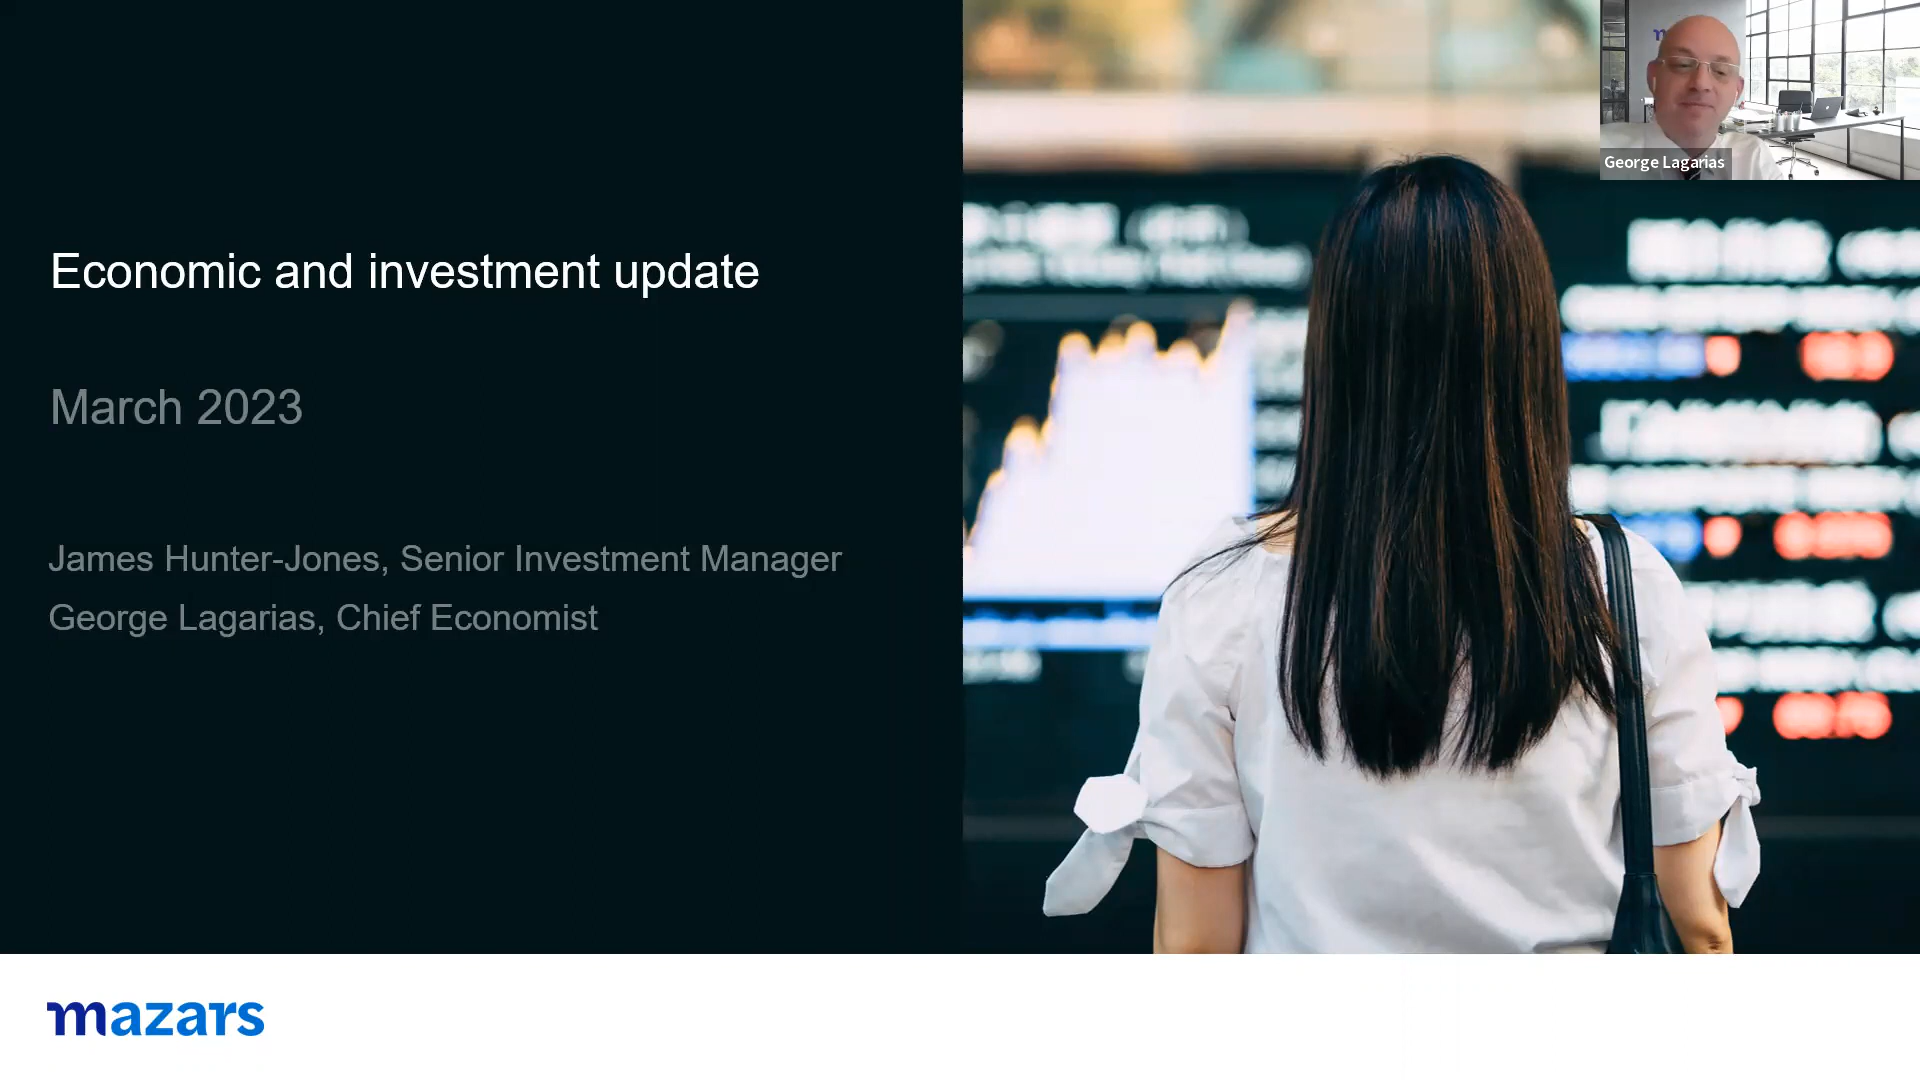 Economic and investment update
March 2023
James Hunter-Jones, Senior Investment Manager
George Lagarias, Chief Economist
mazars
George Lagarias